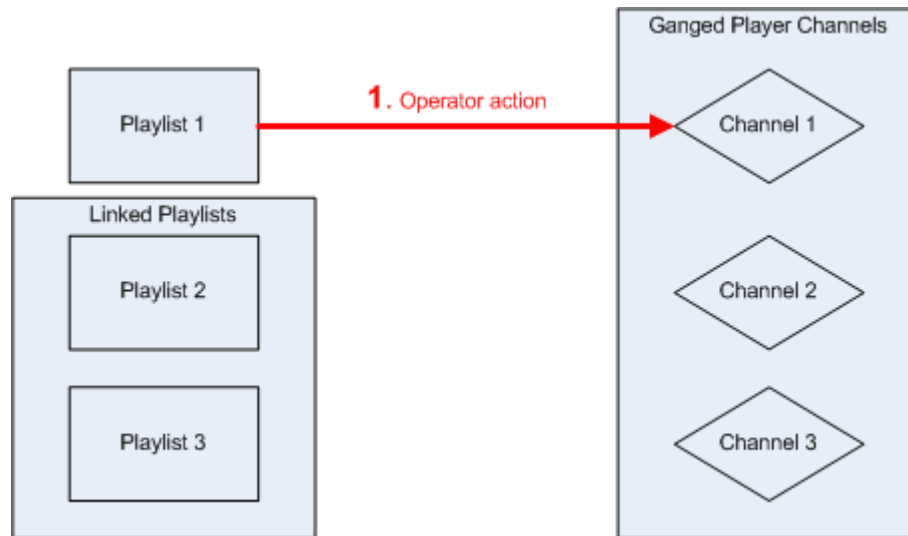 Ganged Player Channels
Playlist 1
1. Operator action
Channel 1
Linked Playlists
Playlist 2
Channel 2
Playlist 3
Channel 3